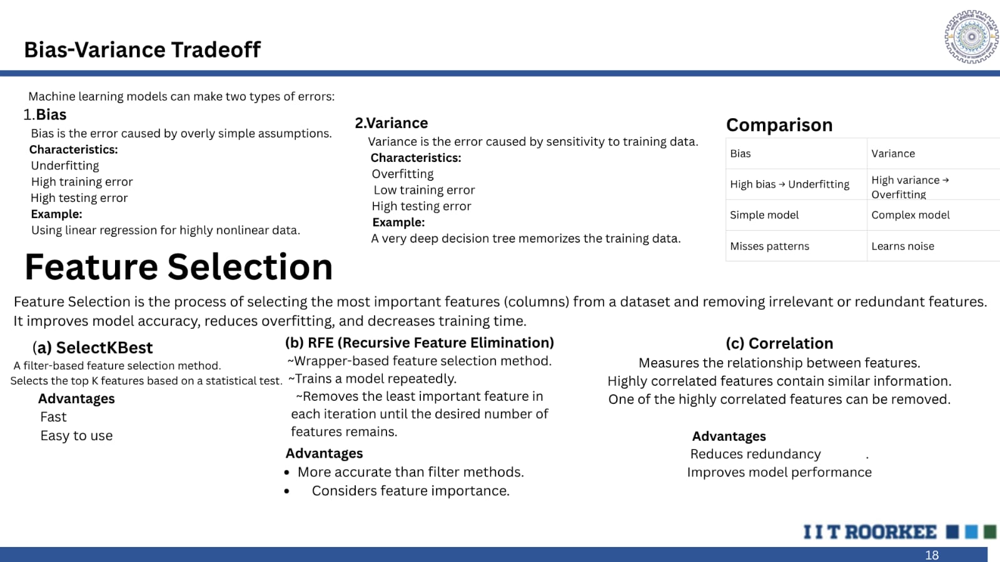 Bias-Variance Tradeoff
Machine learning models can make two types of errors:
1.Bias
Bias is the error caused by overly simple assumptions.
Characteristics:
Underfitting
High training error
High testing error
Example:
Using linear regression for highly nonlinear data.
2.Variance
Variance is the error caused by sensitivity to training data.
Characteristics:
Overfitting
Low training error
High testing error
Example:
A very deep decision tree memorizes the training data.
Comparison
Bias Variance
High bias → Underfitting High variance →
Overfitting
Simple model Complex model
Misses patterns Learns noise
Feature Selection
Feature Selection is the process of selecting the most important features (columns) from a dataset and removing irrelevant or redundant features.
It improves model accuracy, reduces overfitting, and decreases training time.
(a) SelectKBest
A filter-based feature selection method.
Selects the top K features based on a statistical test.
Advantages
Fast
Easy to use
(b) RFE (Recursive Feature Elimination)
~Wrapper-based feature selection method.
~Trains a model repeatedly.
~Removes the least important feature in
each iteration until the desired number of
features remains.
Advantages
• More accurate than filter methods.
• Considers feature importance.
(c) Correlation
Measures the relationship between features.
Highly correlated features contain similar information.
One of the highly correlated features can be removed.
Advantages
Reduces redundancy .
Improves model performance
IIT ROORKEE
18